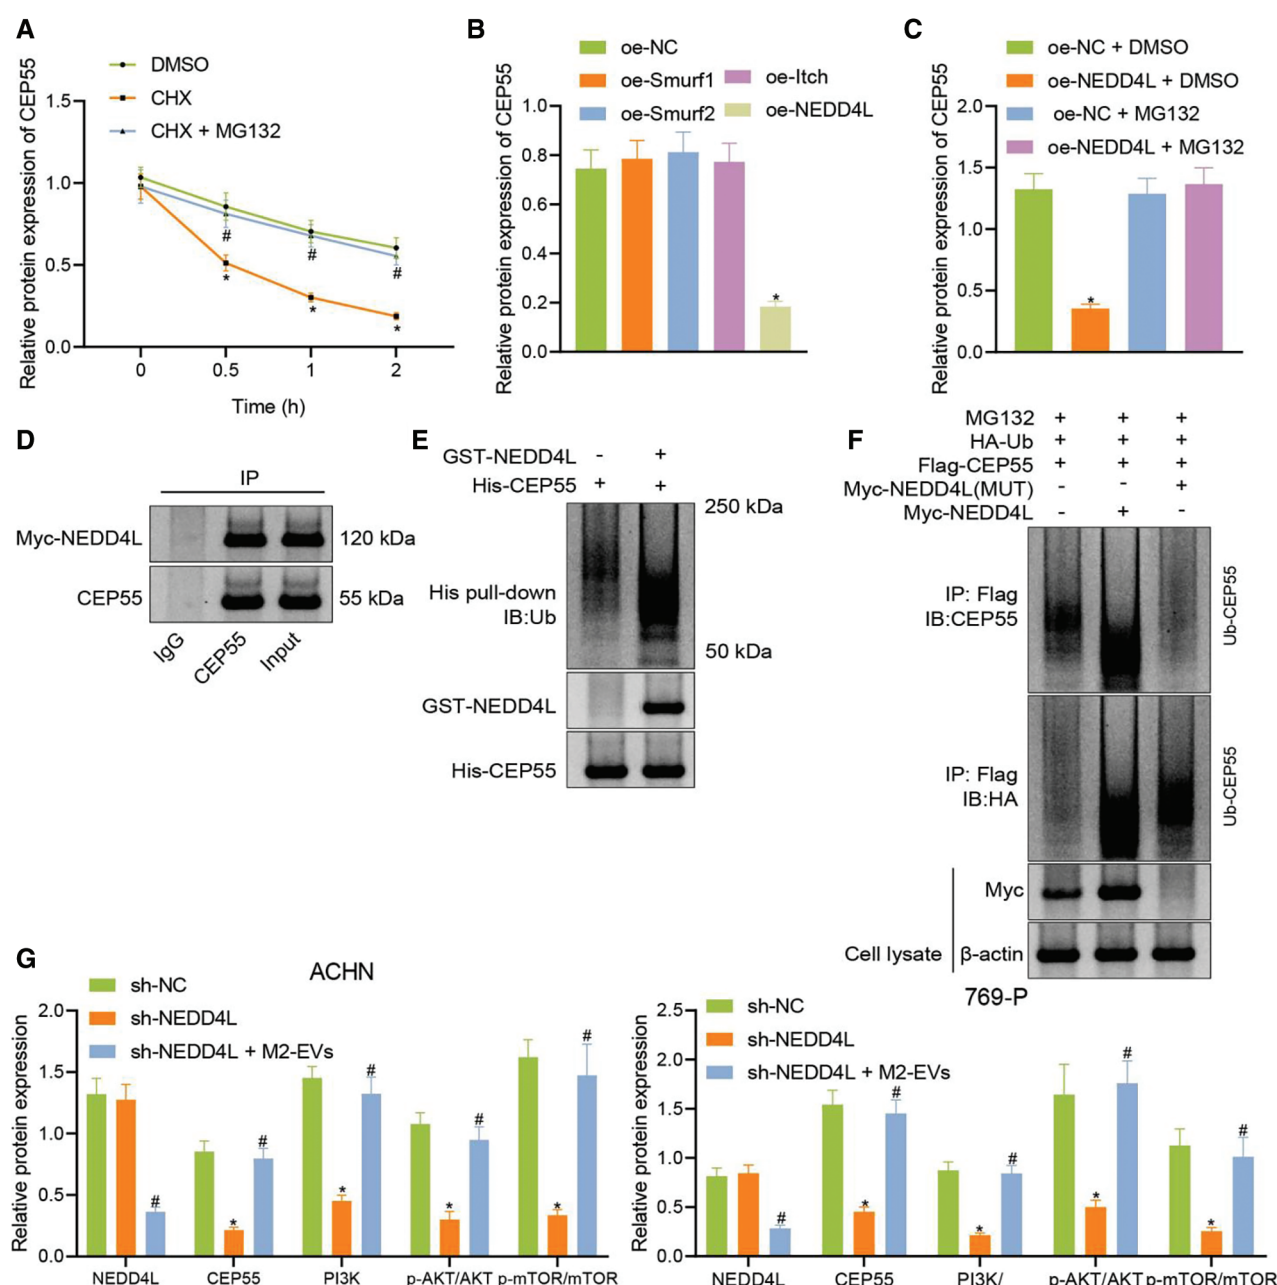 A
DMSO
CHX
CHX + MG132
Relative protein expression of CEP55
1.5
1.0
0.5
0.0
0
0.5
1
2
Time (h)
#
#
#
*
*
*
B
oe-NC
oe-Smurf1
oe-Smurf2
oe-Itch
oe-NEDD4L
Relative protein expression of CEP55
1.0
0.8
0.6
0.4
0.2
0.0
*
C
oe-NC + DMSO
oe-NEDD4L + DMSO
oe-NC + MG132
oe-NEDD4L + MG132
Relative protein expression of CEP55
2.0
1.5
1.0
0.5
0.0
*
D
IP
Myc-NEDD4L
120 kDa
CEP55
55 kDa
IgG
CEP55
Input
E
GST-NEDD4L - +
His-CEP55 + +
250 kDa
His pull-down
IB:Ub
50 kDa
GST-NEDD4L
His-CEP55
F
MG132 + + +
HA-Ub + + +
Flag-CEP55 + + +
Myc-NEDD4L(MUT) - - +
Myc-NEDD4L - + -
IP: Flag
IB:CEP55
Ub-CEP55
IP: Flag
IB:HA
Ub-CEP55
Myc
Cell lysate
β-actin
G
ACHN
sh-NC
sh-NEDD4L
sh-NEDD4L + M2-EVs
Relative protein expression
2.0
1.5
1.0
0.5
0.0
#
* #
* #
* #
* #
NEDD4L
CEP55
PI3K
p-AKT/AKT
p-mTOR/mTOR
769-P
sh-NC
sh-NEDD4L
sh-NEDD4L + M2-EVs
Relative protein expression
2.5
2.0
1.5
1.0
0.5
0.0
#
* #
* #
* #
* #
NEDD4L
CEP55
PI3K/
p-AKT/AKT
p-mTOR/mTOR